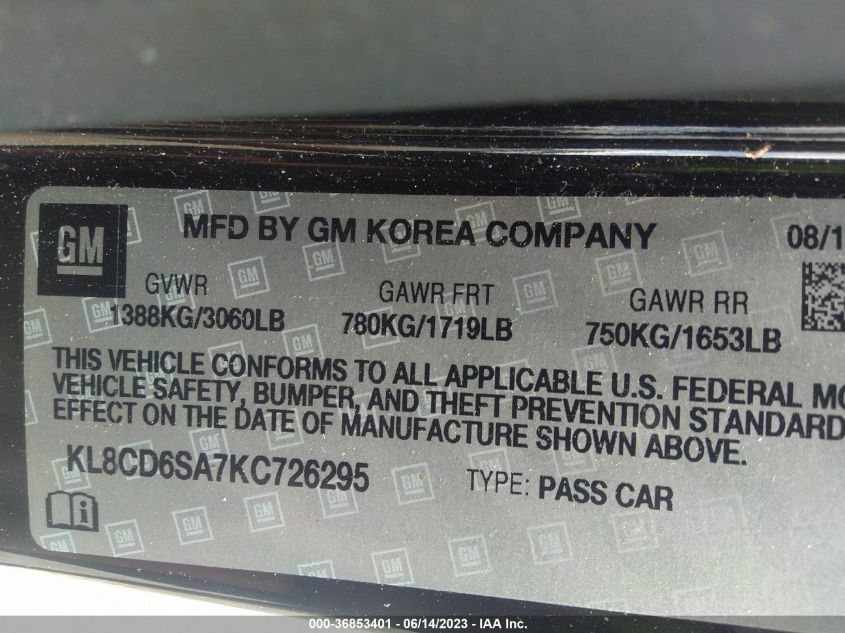 GM
MFD BY GM KOREA COMPANY
08/1
GVWR
GAWR FRT
GAWR RR
1388KG/3060LB
780KG/1719LB
750KG/1653LB
THIS VEHICLE CONFORMS TO ALL APPLICABLE U.S. FEDERAL MO
VEHICLE SAFETY, BUMPER, AND THEFT PREVENTION STANDARD
EFFECT ON THE DATE OF MANUFACTURE SHOWN ABOVE.
KL8CD6SA7KC726295
TYPE: PASS CAR
000-36853401 - 06/14/2023 - © IAA Inc.